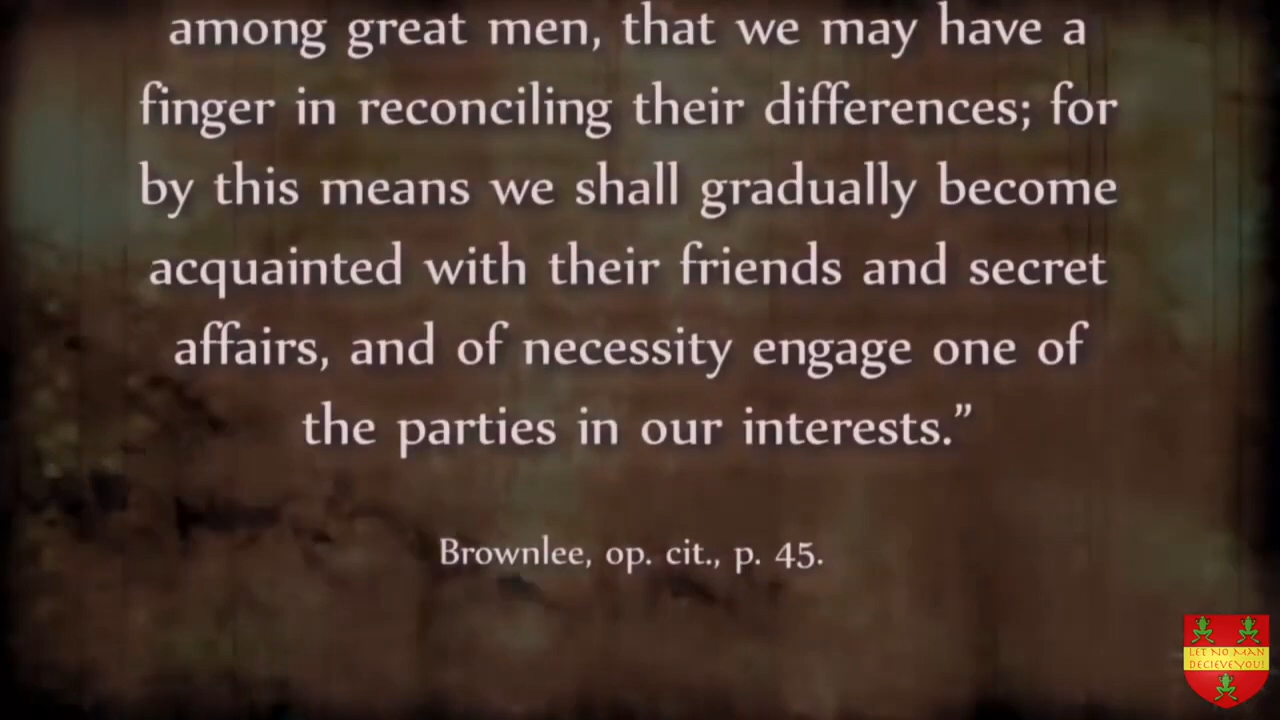 among great men, that we may have a
finger in reconciling their differences; for
by this means we shall gradually become
acquainted with their friends and secret
affairs, and of necessity engage one of
the parties in our interests.”
Brownlee, op. cit., p. 45.
LET NO MAN
DECIEVE YOU!